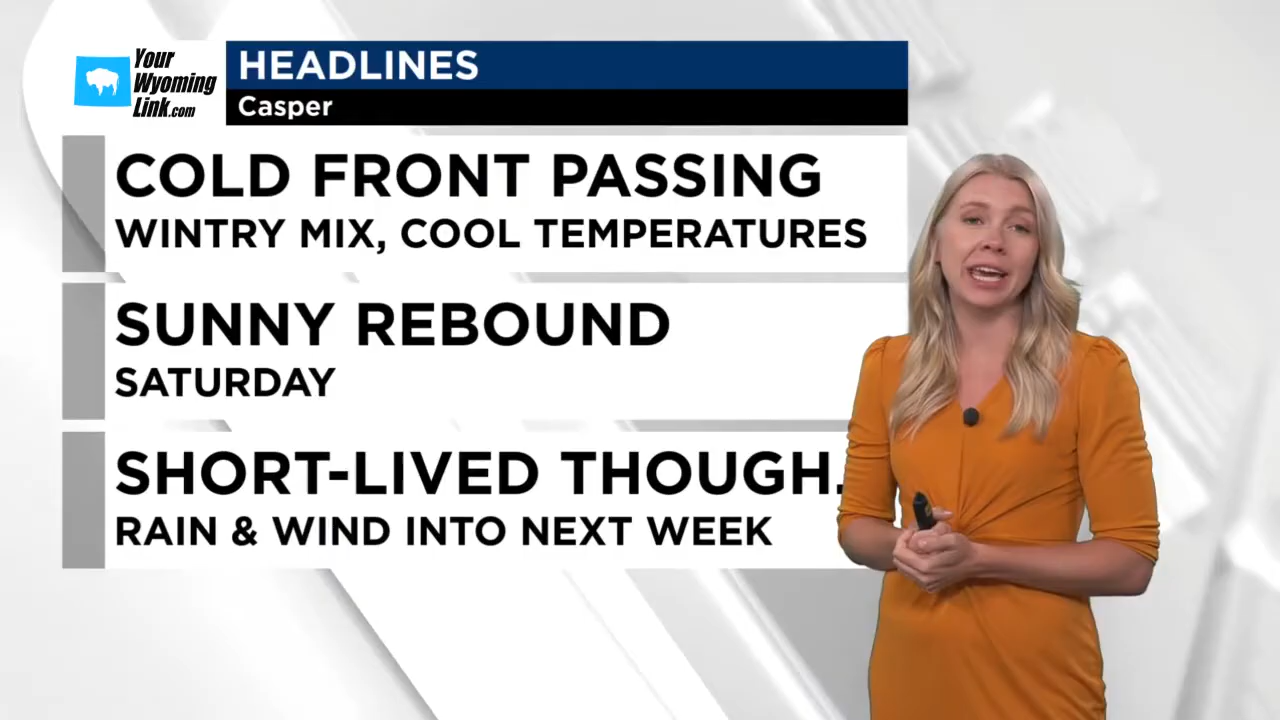 Your
Wyoming
Link.com
HEADLINES
Casper
COLD FRONT PASSING
WINTRY MIX, COOL TEMPERATURES
SUNNY REBOUND
SATURDAY
SHORT-LIVED THOUGH.
RAIN & WIND INTO NEXT WEEK